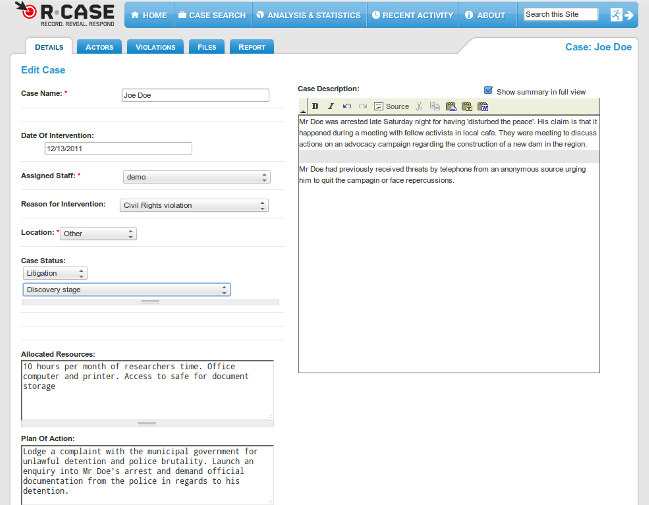 R·CASE
RECORD. REVEAL. RESPOND
HOME
CASE SEARCH
ANALYSIS & STATISTICS
RECENT ACTIVITY
ABOUT
Search this Site
DETAILS
ACTORS
VIOLATIONS
FILES
REPORT
Case: Joe Doe
Edit Case
Case Name: *
Joe Doe
Date Of Intervention:
12/13/2011
Assigned Staff: *
demo
Reason for Intervention:
Civil Rights violation
Location: *
Other
Case Status:
Litigation
Discovery stage
Allocated Resources:
10 hours per month of researchers time. Office
computer and printer. Access to safe for document
storage
Plan Of Action:
Lodge a complaint with the municipal government for
unlawful detention and police brutality. Launch an
enquiry into Mr Doe's arrest and demand official
documentation from the police in regards to his
detention.
Case Description:
Show summary in full view
B I Source
Mr Doe was arrested late Saturday night for having 'disturbed the peace'. His claim is that it
happened during a meeting with fellow activists in local cafe. They were meeting to discuss
actions on an advocacy campaign regarding the construction of a new dam in the region.
Mr Doe had previously received threats by telephone from an anonymous source urging
him to quit the campagin or face repercussions.